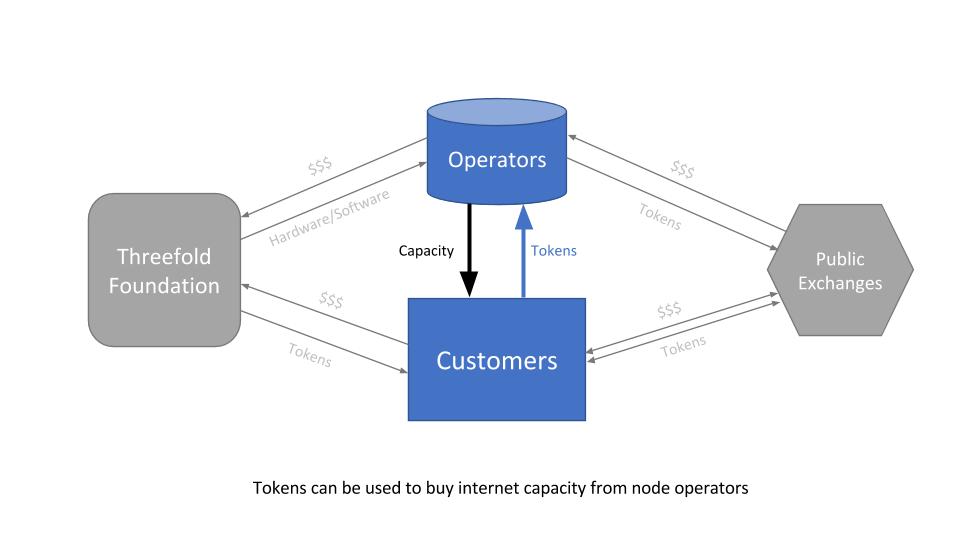 Operators
$$$
$$$
Hardware/Software
Tokens
Threefold
Foundation
Capacity
Tokens
Public
Exchanges
$$$
$$$
Tokens
Customers
Tokens
Tokens can be used to buy internet capacity from node operators